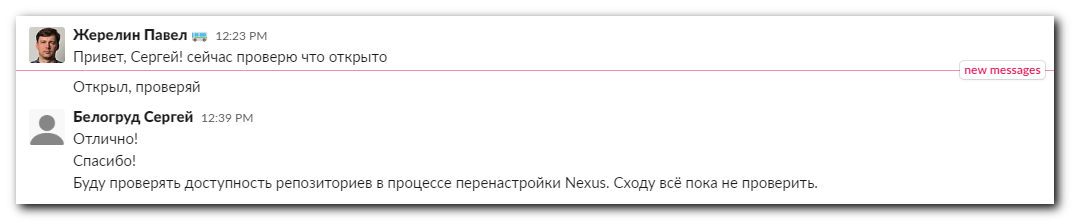 Жерелин Павел 12:23 PM
Привет, Сергей! сейчас проверю что открыто
new messages
Открыл, проверяй
Белогруд Сергей 12:39 PM
Отлично!
Спасибо!
Буду проверять доступность репозиториев в процессе перенастройки Nexus. Сходу всё пока не проверить.